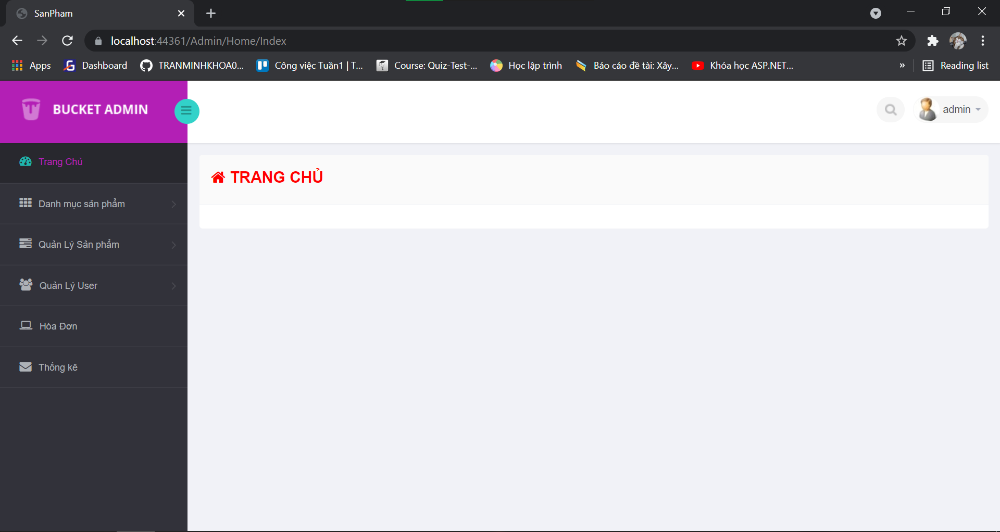 SanPham
localhost:44361/Admin/Home/Index
Apps
Dashboard
TRANMINHKHOA0...
Công việc Tuần1 | T...
Course: Quiz-Test-...
Học lập trình
Báo cáo đề tài: Xây...
Khóa học ASP.NET...
»
Reading list
BUCKET ADMIN
admin
Trang Chủ
Danh mục sản phẩm
Quản Lý Sản phẩm
Quản Lý User
Hóa Đơn
Thống kê
TRANG CHỦ